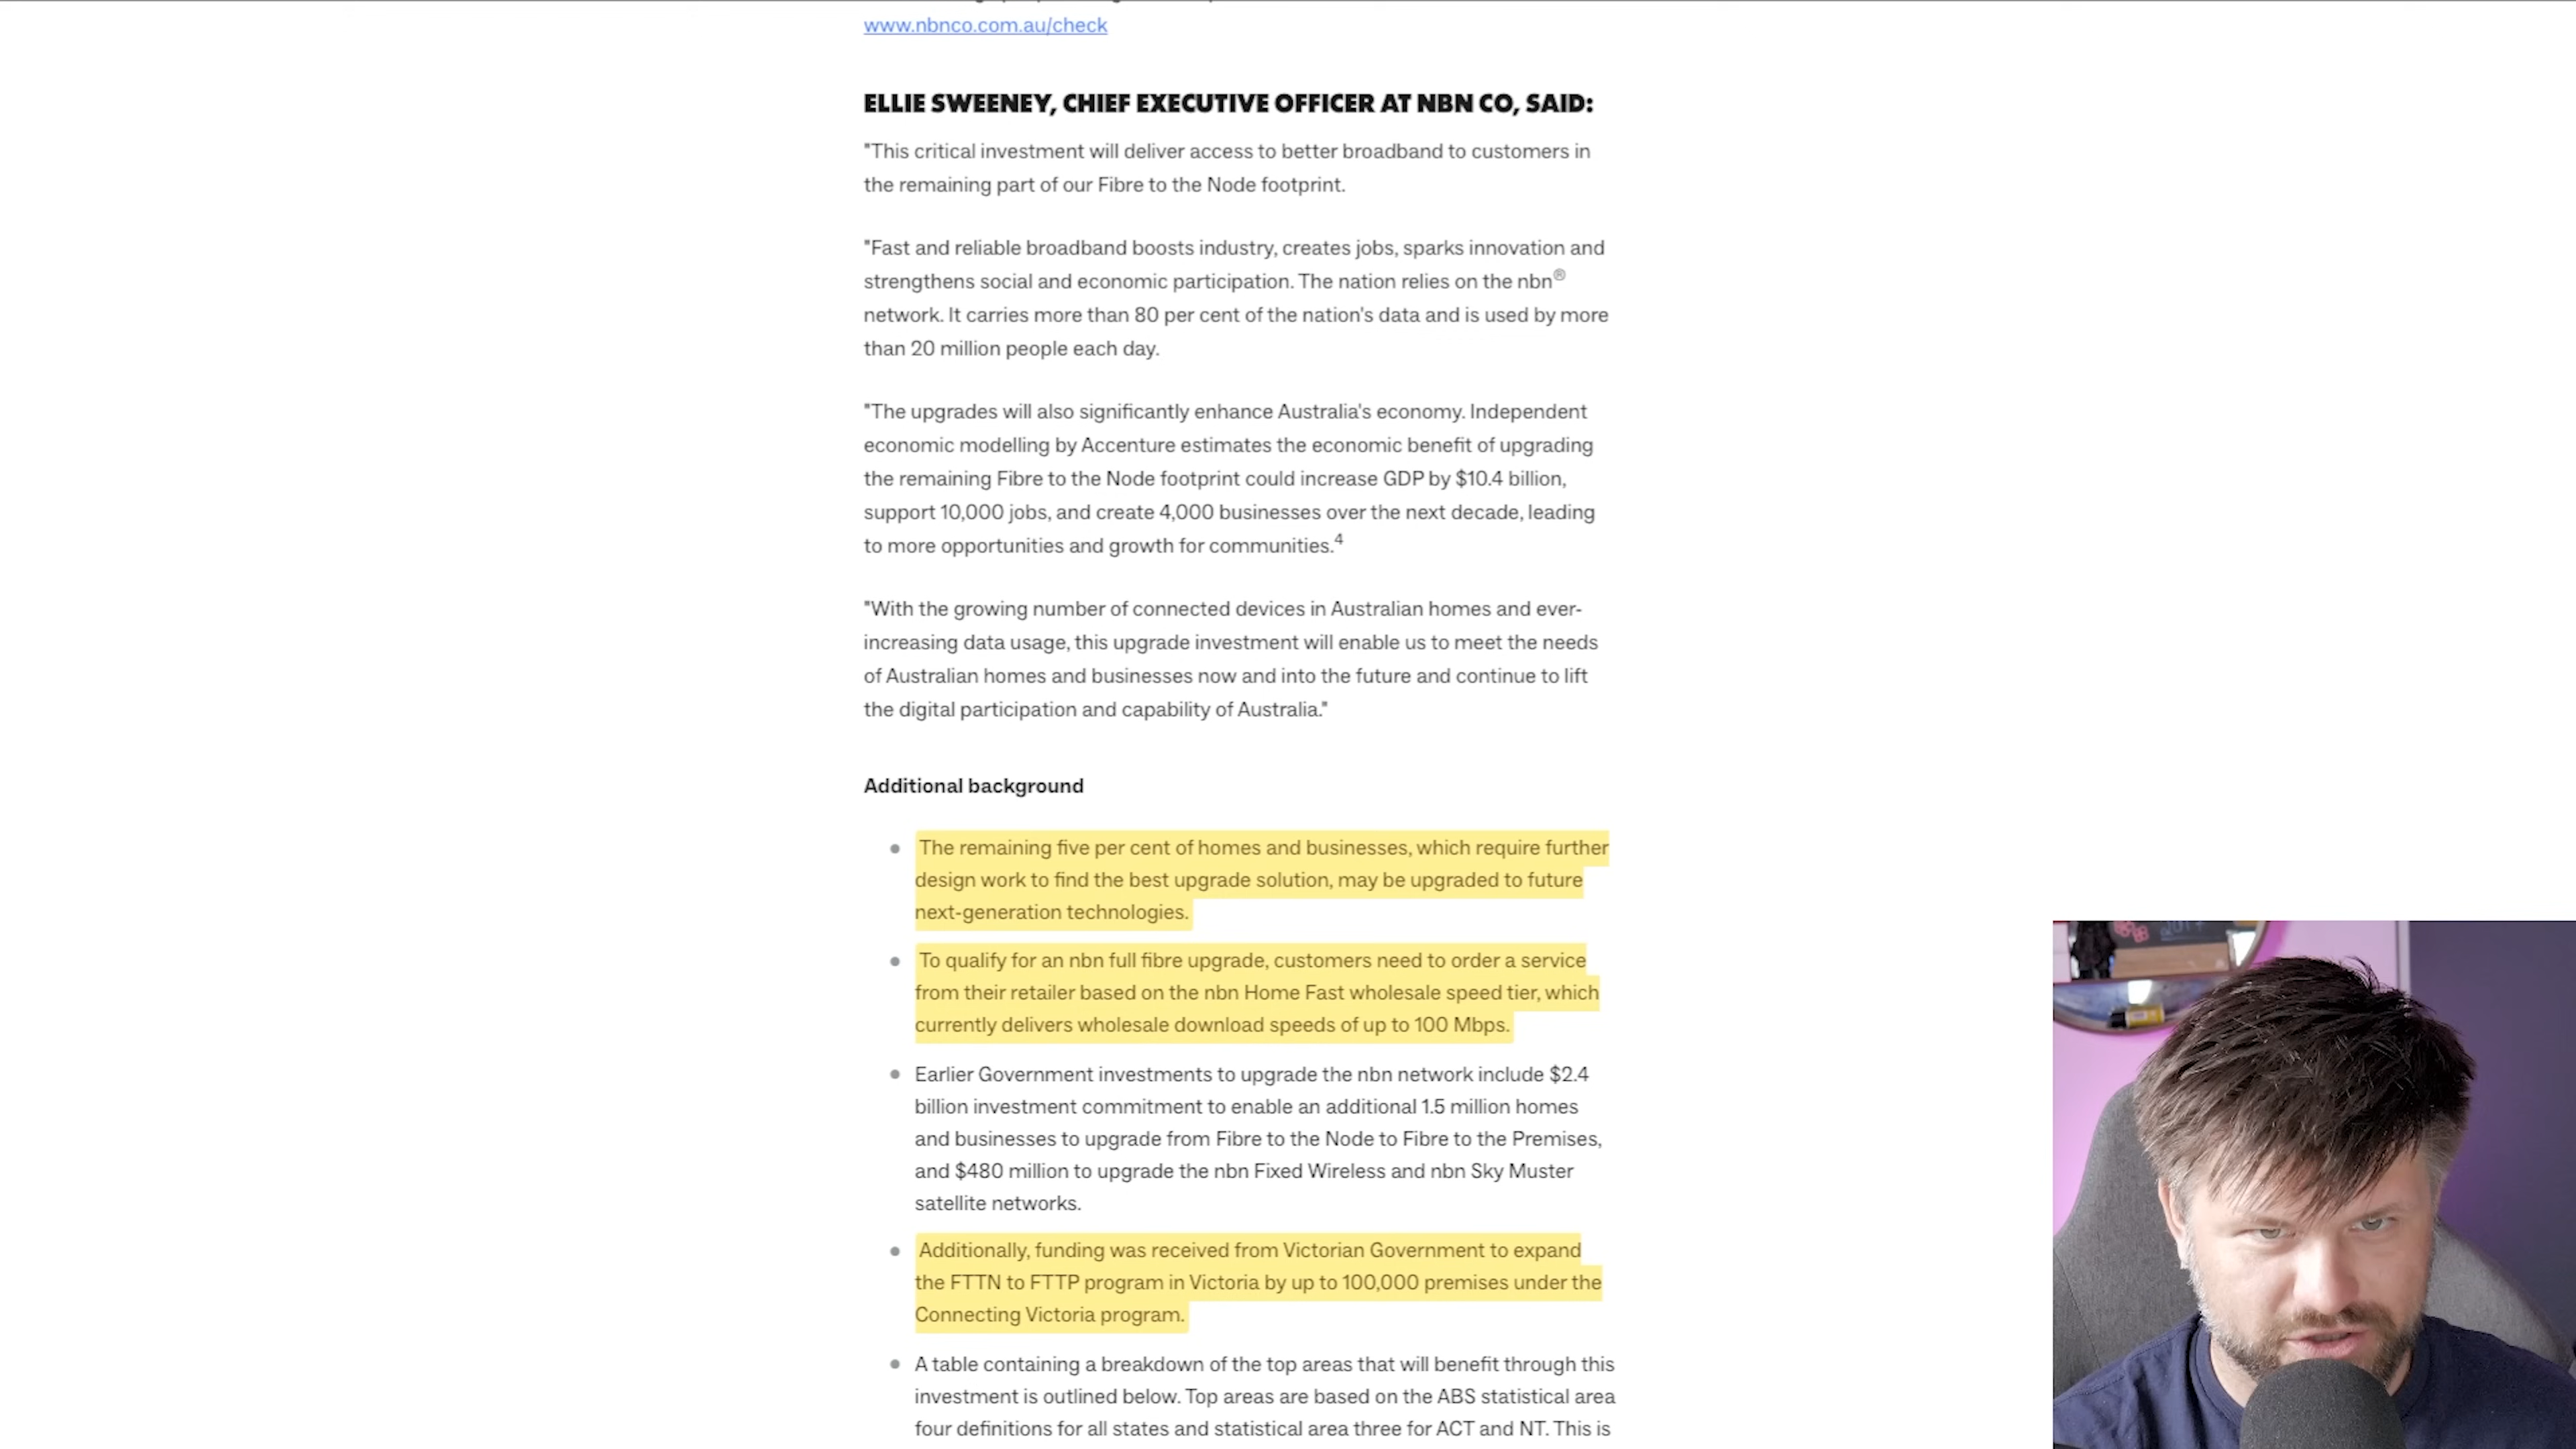 www.nbnco.com.au/check
ELLIE SWEENEY, CHIEF EXECUTIVE OFFICER AT NBN CO, SAID:
"This critical investment will deliver access to better broadband to customers in
the remaining part of our Fibre to the Node footprint.
"Fast and reliable broadband boosts industry, creates jobs, sparks innovation and
strengthens social and economic participation. The nation relies on the nbn®
network. It carries more than 80 per cent of the nation's data and is used by more
than 20 million people each day.
"The upgrades will also significantly enhance Australia's economy. Independent
economic modelling by Accenture estimates the economic benefit of upgrading
the remaining Fibre to the Node footprint could increase GDP by $10.4 billion,
support 10,000 jobs, and create 4,000 businesses over the next decade, leading
to more opportunities and growth for communities.4
"With the growing number of connected devices in Australian homes and ever-
increasing data usage, this upgrade investment will enable us to meet the needs
of Australian homes and businesses now and into the future and continue to lift
the digital participation and capability of Australia."
Additional background
The remaining five per cent of homes and businesses, which require further
design work to find the best upgrade solution, may be upgraded to future
next-generation technologies.
To qualify for an nbn full fibre upgrade, customers need to order a service
from their retailer based on the nbn Home Fast wholesale speed tier, which
currently delivers wholesale download speeds of up to 100 Mbps.
Earlier Government investments to upgrade the nbn network include $2.4
billion investment commitment to enable an additional 1.5 million homes
and businesses to upgrade from Fibre to the Node to Fibre to the Premises,
and $480 million to upgrade the nbn Fixed Wireless and nbn Sky Muster
satellite networks.
Additionally, funding was received from Victorian Government to expand
the FTTN to FTTP program in Victoria by up to 100,000 premises under the
Connecting Victoria program.
A table containing a breakdown of the top areas that will benefit through this
investment is outlined below. Top areas are based on the ABS statistical area
four definitions for all states and statistical area three for ACT and NT. This is